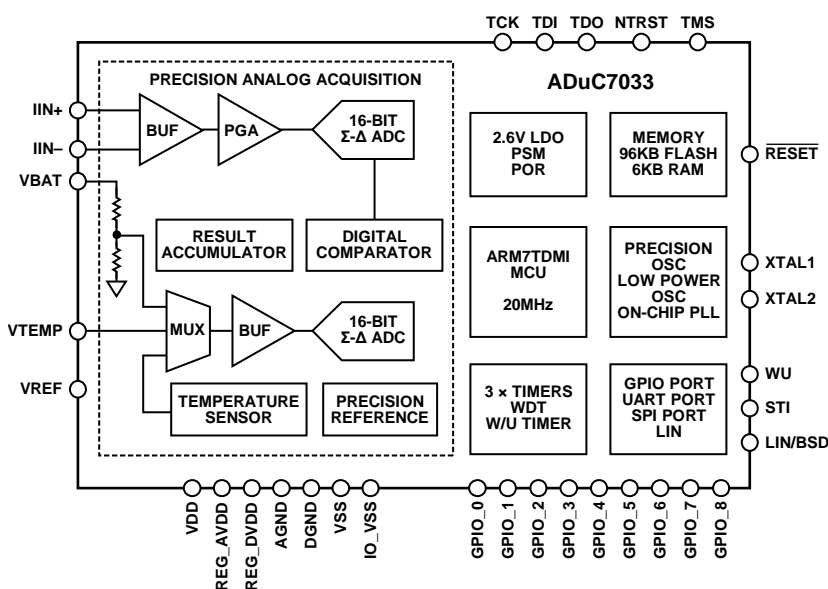 TCK TDI TDO NTRST TMS
PRECISION ANALOG ACQUISITION
ADuC7033
IIN+
IIN–
VBAT
VTEMP
VREF
BUF
PGA
16-BIT
Σ-Δ ADC
RESULT
ACCUMULATOR
DIGITAL
COMPARATOR
MUX
BUF
16-BIT
Σ-Δ ADC
TEMPERATURE
SENSOR
PRECISION
REFERENCE
2.6V LDO
PSM
POR
MEMORY
96KB FLASH
6KB RAM
ARM7TDMI
MCU
20MHz
PRECISION
OSC
LOW POWER
OSC
ON-CHIP PLL
3 × TIMERS
WDT
W/U TIMER
GPIO PORT
UART PORT
SPI PORT
LIN
RESET
XTAL1
XTAL2
WU
STI
LIN/BSD
VDD
REG_AVDD
REG_DVDD
AGND
DGND
VSS
IO_VSS
GPIO_0
GPIO_1
GPIO_2
GPIO_3
GPIO_4
GPIO_5
GPIO_6
GPIO_7
GPIO_8